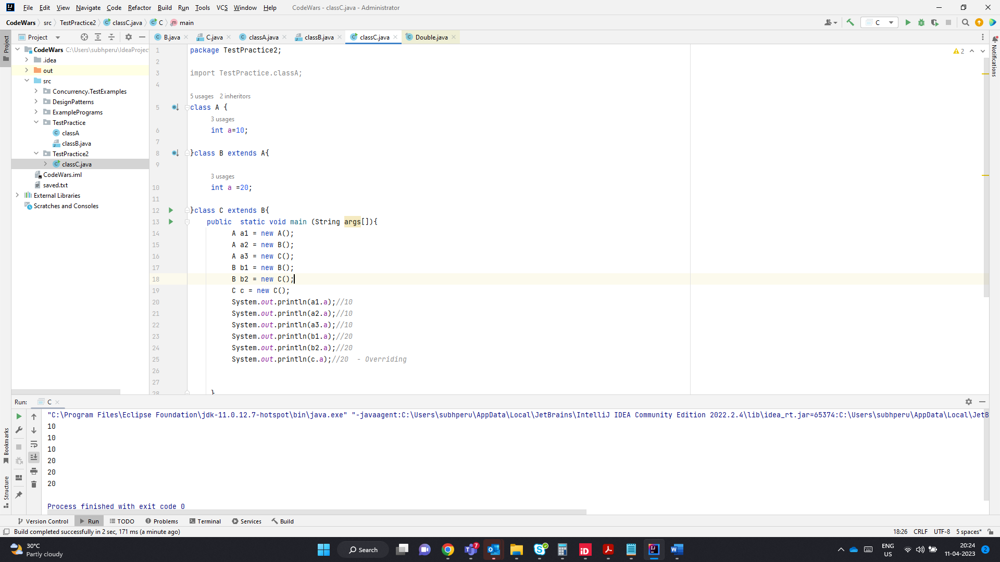 File Edit View Navigate Code Refactor Build Run Tools VCS Window Help CodeWars - classC.java - Administrator
CodeWars src TestPractice2 classC.java C main C
Project B.java C.java classA.java classB.java classC.java Double.java
Project
Notifications
CodeWars C:\Users\subhperu\IdeaProjec
.idea
out
src
Concurrency.TestExamples
DesignPatterns
ExamplePrograms
TestPractice
classA
classB.java
TestPractice2
classC.java
CodeWars.iml
saved.txt
External Libraries
Scratches and Consoles
2
1 package TestPractice2;
2
3 import TestPractice.classA;
4
5 usages 2 inheritors
5 class A {
3 usages
6 int a=10;
7
8 }class B extends A{
9
3 usages
10 int a =20;
11
12 }class C extends B{
13 public static void main (String args[]){
14 A a1 = new A();
15 A a2 = new B();
16 A a3 = new C();
17 B b1 = new B();
18 B b2 = new C();
19 C c = new C();
20 System.out.println(a1.a);//10
21 System.out.println(a2.a);//10
22 System.out.println(a3.a);//10
23 System.out.println(b1.a);//20
24 System.out.println(b2.a);//20
25 System.out.println(c.a);//20 - Overriding
26
27
28 }
Run: C
"C:\Program Files\Eclipse Foundation\jdk-11.0.12.7-hotspot\bin\java.exe" "-javaagent:C:\Users\subhperu\AppData\Local\JetBrains\IntelliJ IDEA Community Edition 2022.2.4\lib\idea_rt.jar=65374:C:\Users\subhperu\AppData\Local\JetB
10
10
10
20
20
20
Process finished with exit code 0
Bookmarks
Structure
Version Control Run TODO Problems Terminal Services Build
Build completed successfully in 2 sec, 171 ms (a minute ago) 18:26 CRLF UTF-8 5 spaces*
30°C
Partly cloudy
Search
7
iD
W
ENG
US
20:24
11-04-2023
2